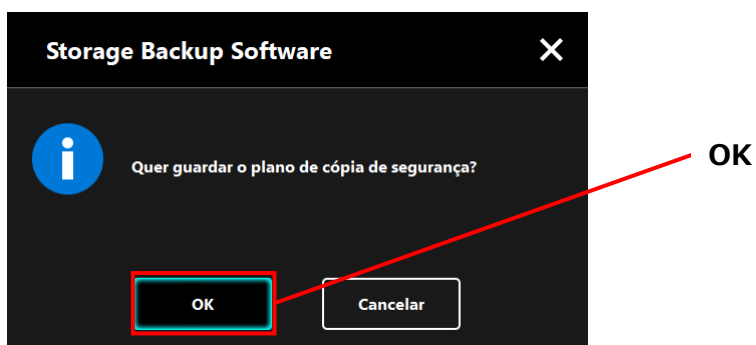 Storage Backup Software
Quer guardar o plano de cópia de segurança?
OK
OK
Cancelar